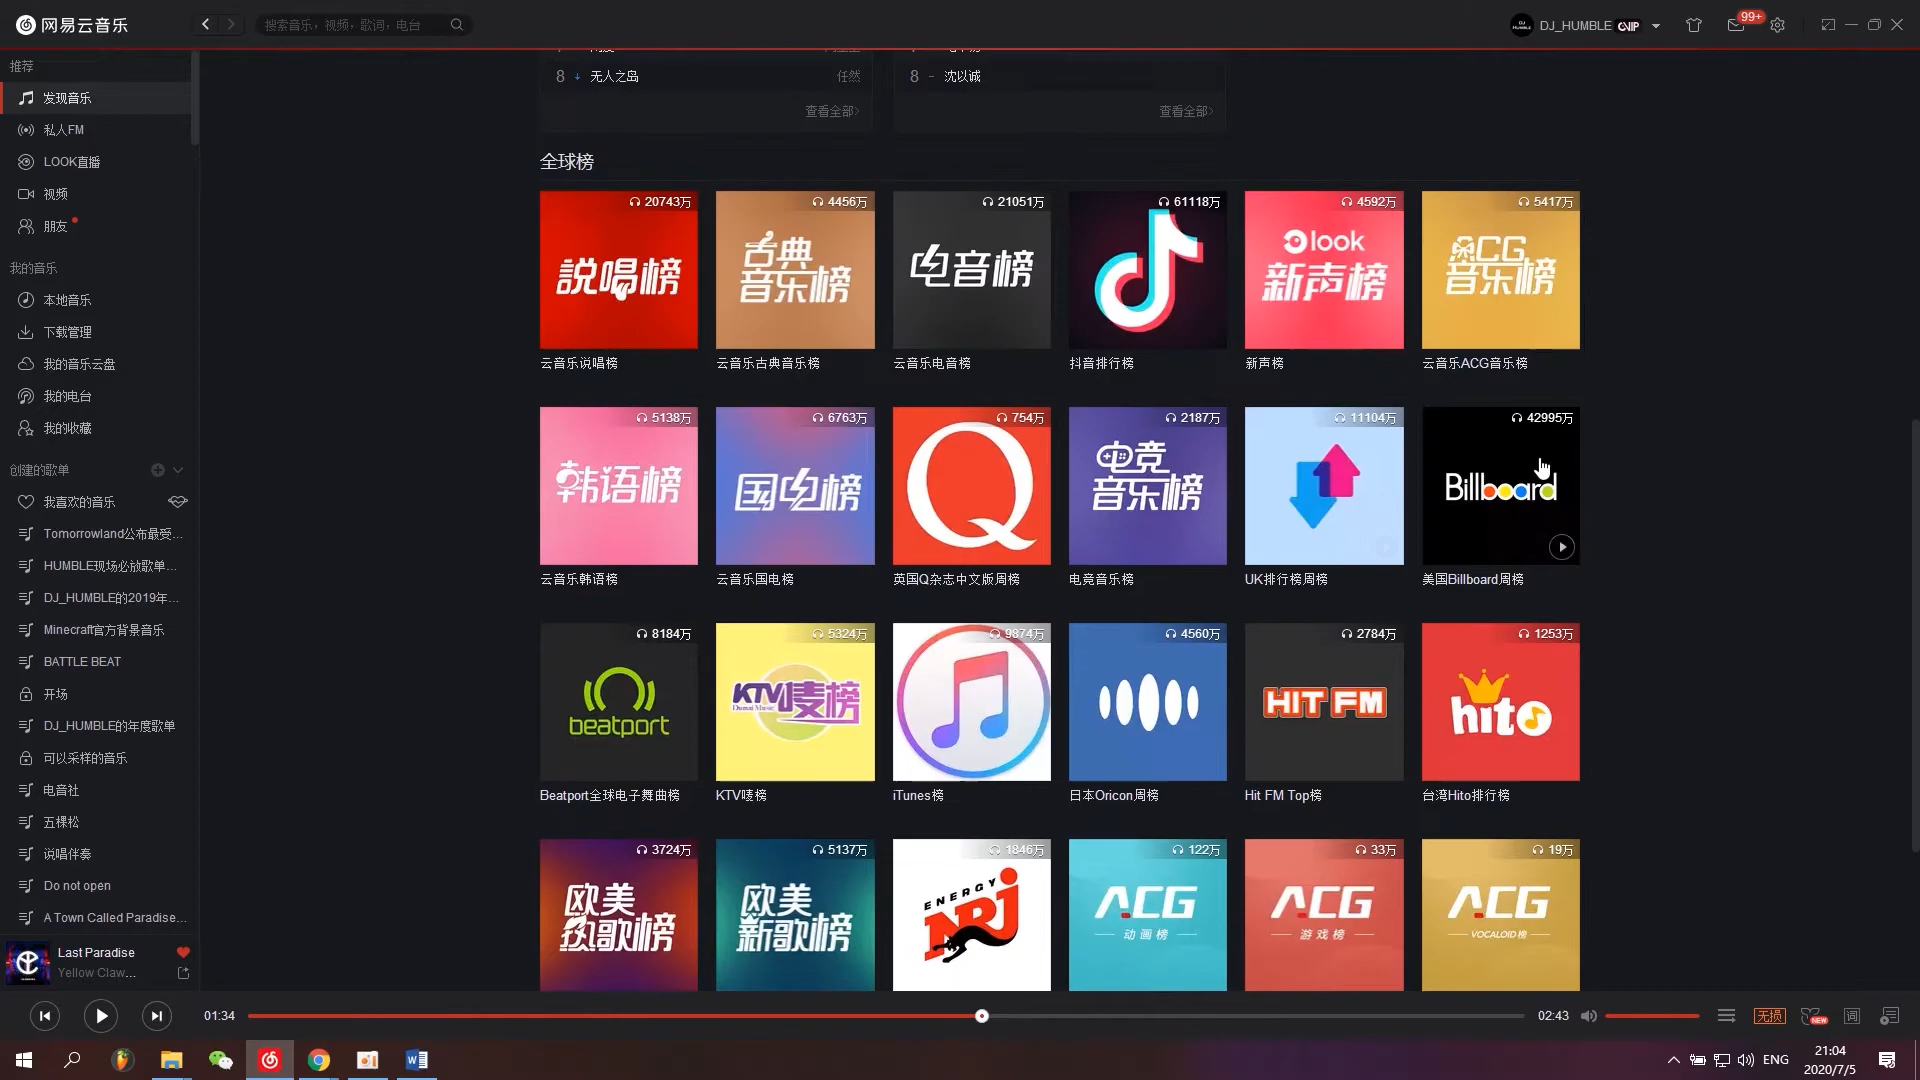 网易云音乐
搜索音乐，视频，歌词，电台
DJ_HUMBLE
VIP
99+
推荐
发现音乐
私人FM
LOOK直播
视频
朋友
我的音乐
本地音乐
下载管理
我的音乐云盘
我的电台
我的收藏
创建的歌单
我喜欢的音乐
Tomorrowland公布最受...
HUMBLE现场必放歌单...
DJ_HUMBLE的2019年...
Minecraft官方背景音乐
BATTLE BEAT
开场
DJ_HUMBLE的年度歌单
可以采样的音乐
电音社
五棵松
说唱伴奏
Do not open
A Town Called Paradise...
8 无人之岛 任然
查看全部
8 - 沈以诚
查看全部
全球榜
20743万
説唱榜
云音乐说唱榜
4456万
古典
音乐榜
云音乐古典音乐榜
21051万
电音榜
云音乐电音榜
61118万
抖音排行榜
4592万
look
新声榜
新声榜
5417万
ACG
音乐榜
云音乐ACG音乐榜
5138万
韩语榜
云音乐韩语榜
6763万
国电榜
云音乐国电榜
754万
Q
英国Q杂志中文版周榜
2187万
电竞
音乐榜
电竞音乐榜
11104万
UK排行榜周榜
42995万
Billboard
美国Billboard周榜
8184万
beatport
Beatport全球电子舞曲榜
5324万
KTV唛榜
Dumai Music
KTV唛榜
9874万
iTunes榜
4560万
日本Oricon周榜
2784万
HIT FM
Hit FM Top榜
1253万
hito
台湾Hito排行榜
3724万
欧美
热歌榜
5137万
欧美
新歌榜
1846万
ENERGY
NRJ
122万
ACG
动画榜
33万
ACG
游戏榜
19万
ACG
VOCALOID榜
Last Paradise
Yellow Claw...
01:34
02:43
无损
NEW
词
ENG
21:04
2020/7/5